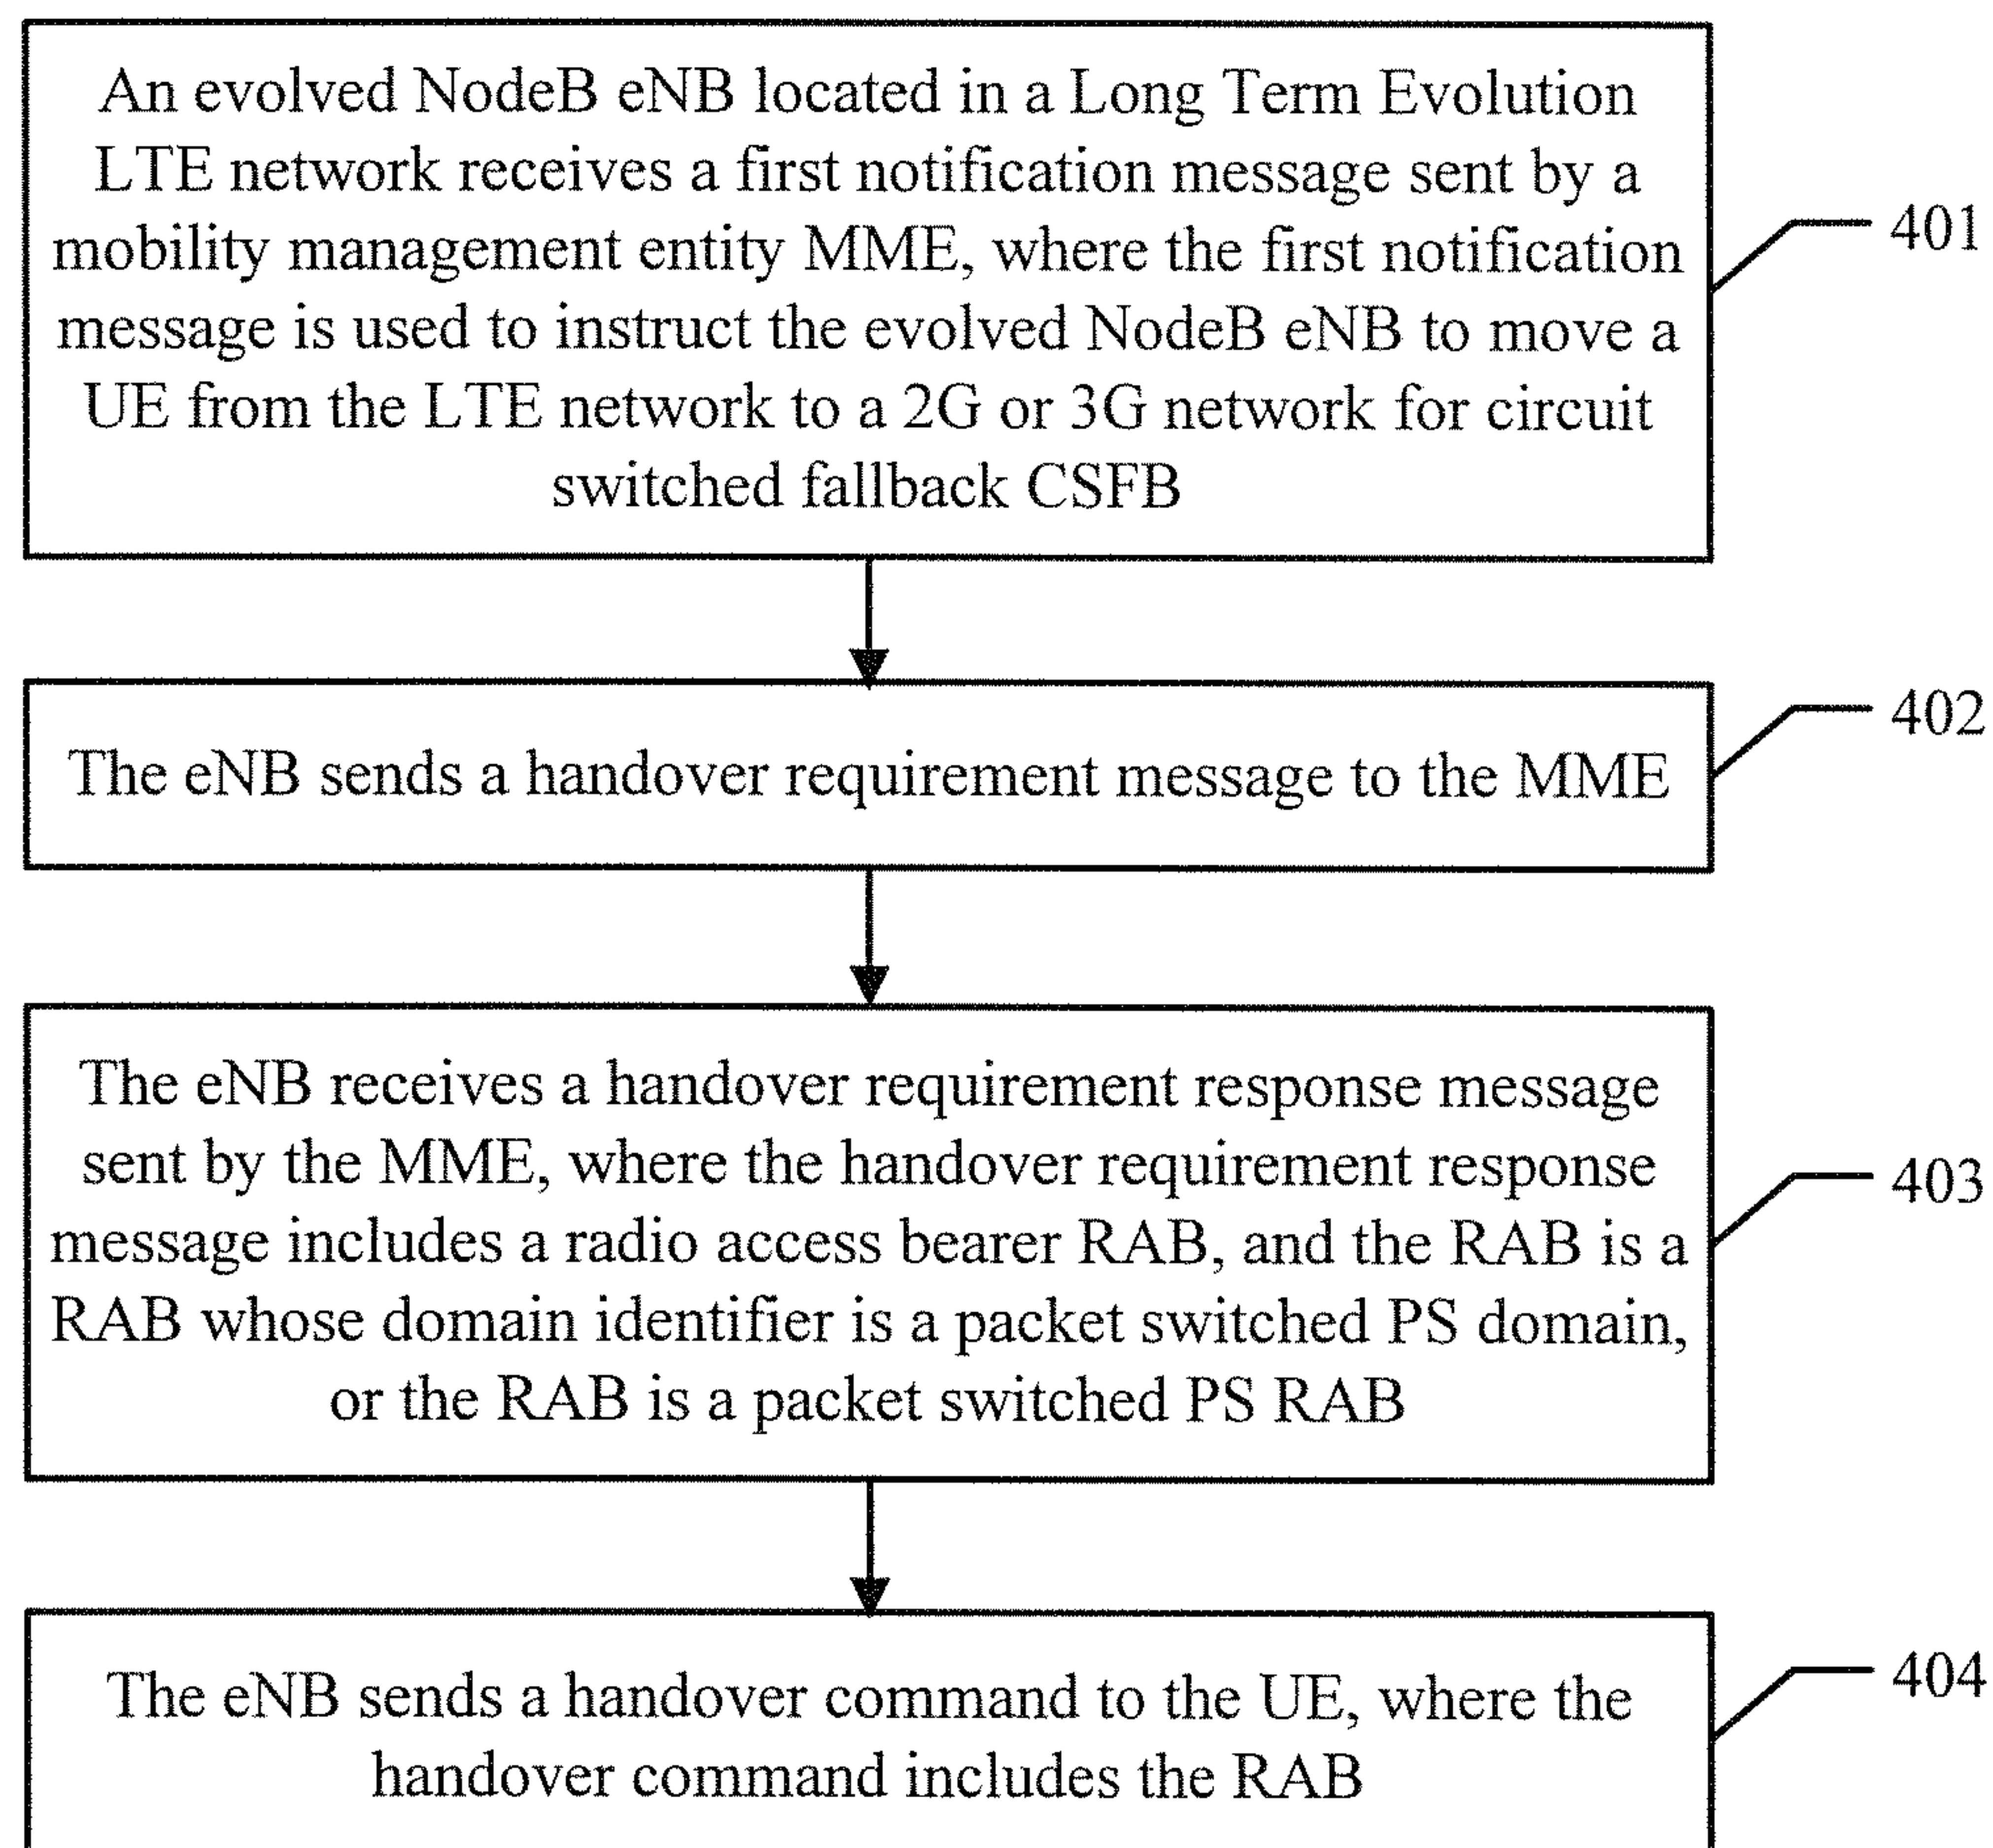 An evolved NodeB eNB located in a Long Term Evolution
LTE network receives a first notification message sent by a
mobility management entity MME, where the first notification
message is used to instruct the evolved NodeB eNB to move a
UE from the LTE network to a 2G or 3G network for circuit
switched fallback CSFB
401
The eNB sends a handover requirement message to the MME
402
The eNB receives a handover requirement response message
sent by the MME, where the handover requirement response
message includes a radio access bearer RAB, and the RAB is a
RAB whose domain identifier is a packet switched PS domain,
or the RAB is a packet switched PS RAB
403
The eNB sends a handover command to the UE, where the
handover command includes the RAB
404